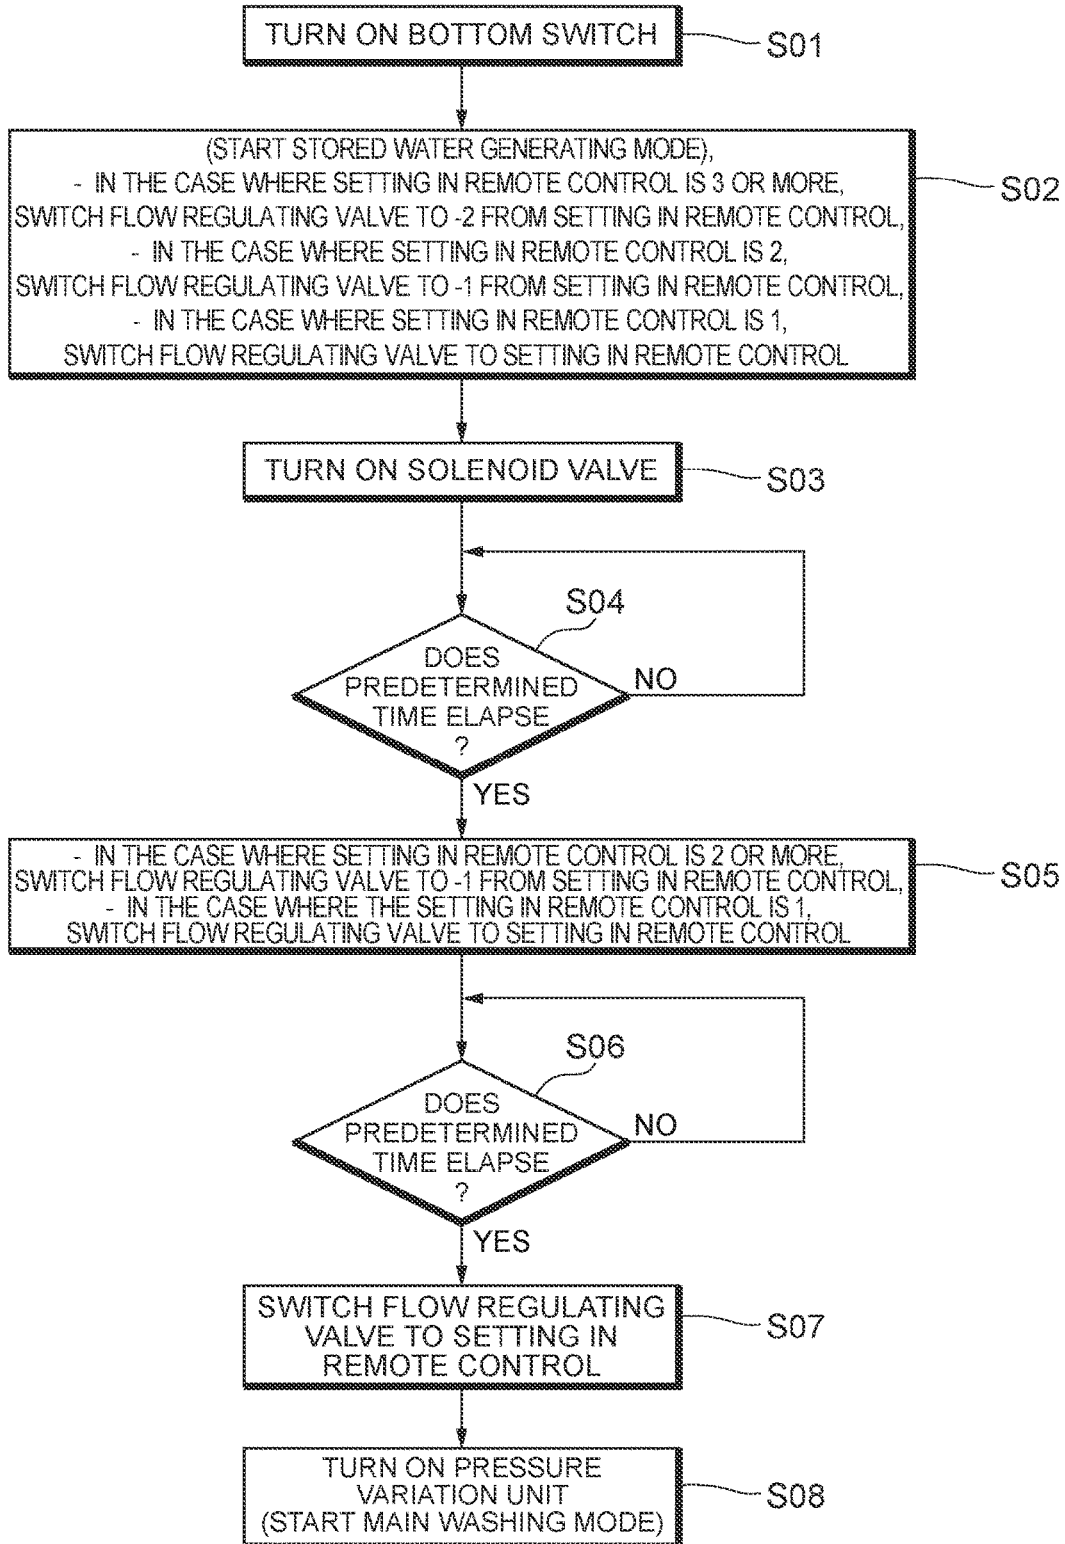 TURN ON BOTTOM SWITCH
S01
(START STORED WATER GENERATING MODE),
- IN THE CASE WHERE SETTING IN REMOTE CONTROL IS 3 OR MORE,
SWITCH FLOW REGULATING VALVE TO -2 FROM SETTING IN REMOTE CONTROL,
- IN THE CASE WHERE SETTING IN REMOTE CONTROL IS 2,
SWITCH FLOW REGULATING VALVE TO -1 FROM SETTING IN REMOTE CONTROL,
- IN THE CASE WHERE SETTING IN REMOTE CONTROL IS 1,
SWITCH FLOW REGULATING VALVE TO SETTING IN REMOTE CONTROL
S02
TURN ON SOLENOID VALVE
S03
S04
DOES
PREDETERMINED
TIME ELAPSE
?
NO
YES
- IN THE CASE WHERE SETTING IN REMOTE CONTROL IS 2 OR MORE,
SWITCH FLOW REGULATING VALVE TO -1 FROM SETTING IN REMOTE CONTROL,
- IN THE CASE WHERE THE SETTING IN REMOTE CONTROL IS 1,
SWITCH FLOW REGULATING VALVE TO SETTING IN REMOTE CONTROL
S05
S06
DOES
PREDETERMINED
TIME ELAPSE
?
NO
YES
SWITCH FLOW REGULATING
VALVE TO SETTING IN
REMOTE CONTROL
S07
TURN ON PRESSURE
VARIATION UNIT
(START MAIN WASHING MODE)
S08